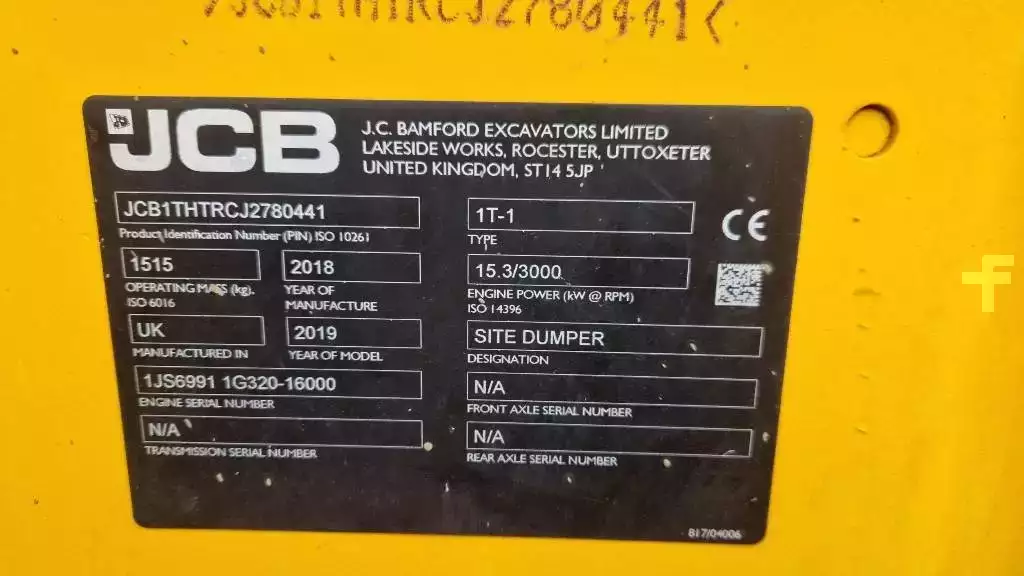 JCB1THTRCJ2780441
JCB
J.C. BAMFORD EXCAVATORS LIMITED
LAKESIDE WORKS, ROCESTER, UTTOXETER
UNITED KINGDOM, ST14 5JP
JCB1THTRCJ2780441
Product Identification Number (PIN) ISO 10261
1515
OPERATING MASS (kg).
ISO 6016
2018
YEAR OF
MANUFACTURE
UK
MANUFACTURED IN
2019
YEAR OF MODEL
1JS6991 1G320-16000
ENGINE SERIAL NUMBER
N/A
TRANSMISSION SERIAL NUMBER
1T-1
TYPE
CE
15.3/3000
ENGINE POWER (kW @ RPM)
ISO 14396
SITE DUMPER
DESIGNATION
N/A
FRONT AXLE SERIAL NUMBER
N/A
REAR AXLE SERIAL NUMBER
817/04006